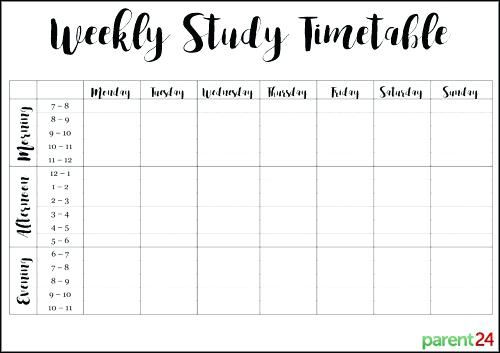 Weekly Study Timetable
Monday Tuesday Wednesday Thursday Friday Saturday Sunday
Morning
7 – 8
8 – 9
9 – 10
10 – 11
11 – 12
Afternoon
12 – 1
1 – 2
2 – 3
3 – 4
4 – 5
5 – 6
Evening
6 – 7
7 – 8
8 – 9
9 – 10
10 – 11
parent24